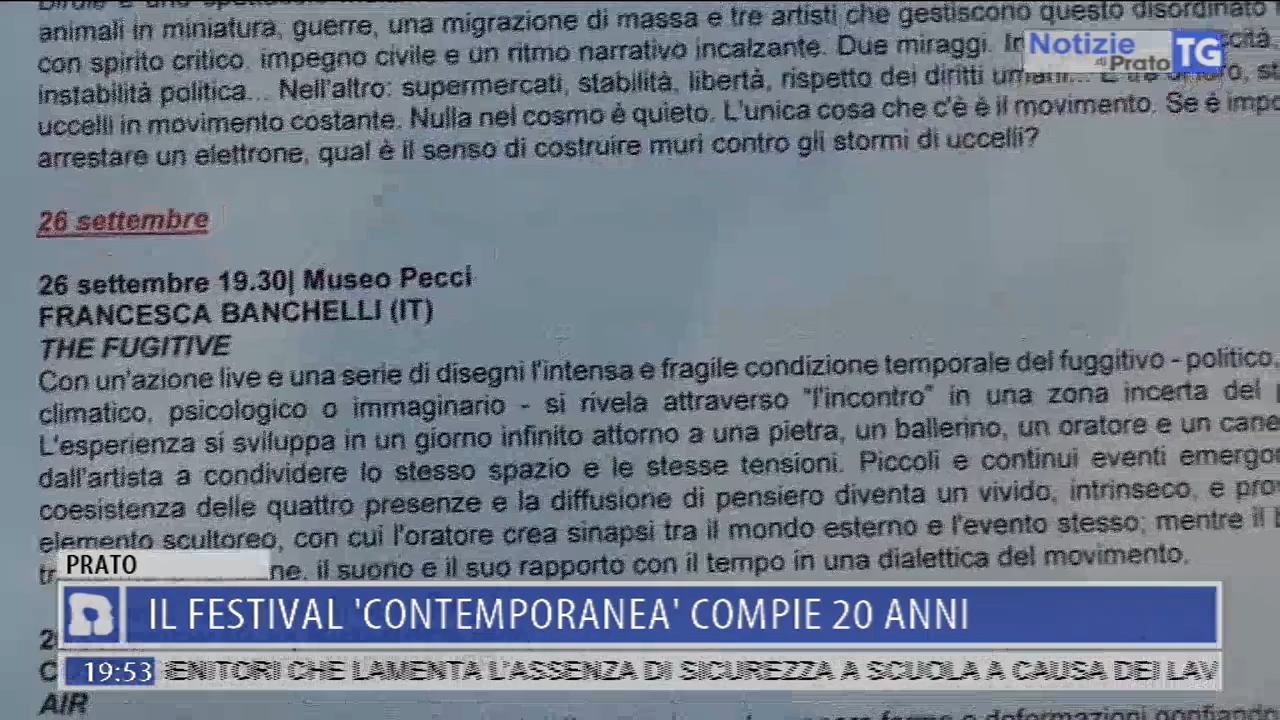 animali in miniatura, guerre, una migrazione di massa e tre artisti che gestiscono questo disordinato
con spirito critico, impegno civile e un ritmo narrativo incalzante. Due miraggi. In
Notizie di Prato TG
instabilità politica... Nell'altro: supermercati, stabilità, libertà, rispetto dei diritti umani...
uccelli in movimento costante. Nulla nel cosmo è quieto. L'unica cosa che c'è è il movimento. Se è impo
arrestare un elettrone, qual è il senso di costruire muri contro gli stormi di uccelli?
26 settembre
26 settembre 19.30| Museo Pecci
FRANCESCA BANCHELLI (IT)
THE FUGITIVE
Con un'azione live e una serie di disegni l'intensa e fragile condizione temporale del fuggitivo - politico,
climatico, psicologico o immaginario - si rivela attraverso "l'incontro" in una zona incerta del
L'esperienza si sviluppa in un giorno infinito attorno a una pietra, un ballerino, un oratore e un cane
dall'artista a condividere lo stesso spazio e le stesse tensioni. Piccoli e continui eventi emergo
coesistenza delle quattro presenze e la diffusione di pensiero diventa un vivido, intrinseco, e pro
elemento scultoreo, con cui l'oratore crea sinapsi tra il mondo esterno e l'evento stesso; mentre il
ne, il suono e il suo rapporto con il tempo in una dialettica del movimento.
PRATO
IL FESTIVAL 'CONTEMPORANEA' COMPIE 20 ANNI
19:53 ENITORI CHE LAMENTA L'ASSENZA DI SICUREZZA A SCUOLA A CAUSA DEI LAV
AIR